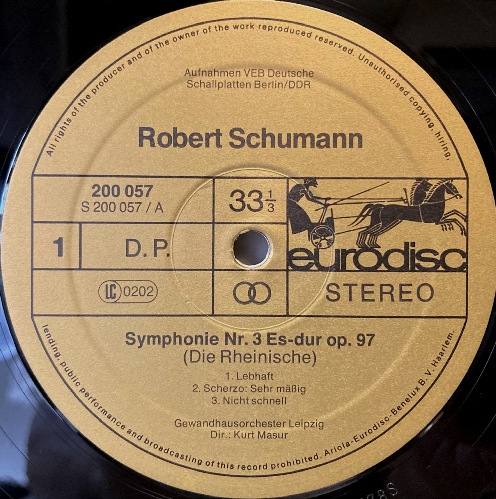 All rights of the producer and of the owner of the work reproduced reserved. Unauthorised copying, hiring,
Aufnahmen VEB Deutsche
Schallplatten Berlin/DDR
Robert Schumann
200 057
S 200 057 / A
33 1/3
1
D. P.
eurodisc
LC 0202
STEREO
Symphonie Nr. 3 Es-dur op. 97
(Die Rheinische)
1. Lebhaft
2. Scherzo: Sehr mäßig
3. Nicht schnell
Gewandhausorchester Leipzig
Dir.: Kurt Masur
lending, public performance and broadcasting of this record prohibited. Ariola-Eurodisc-Benelux B. V. Haarlem.